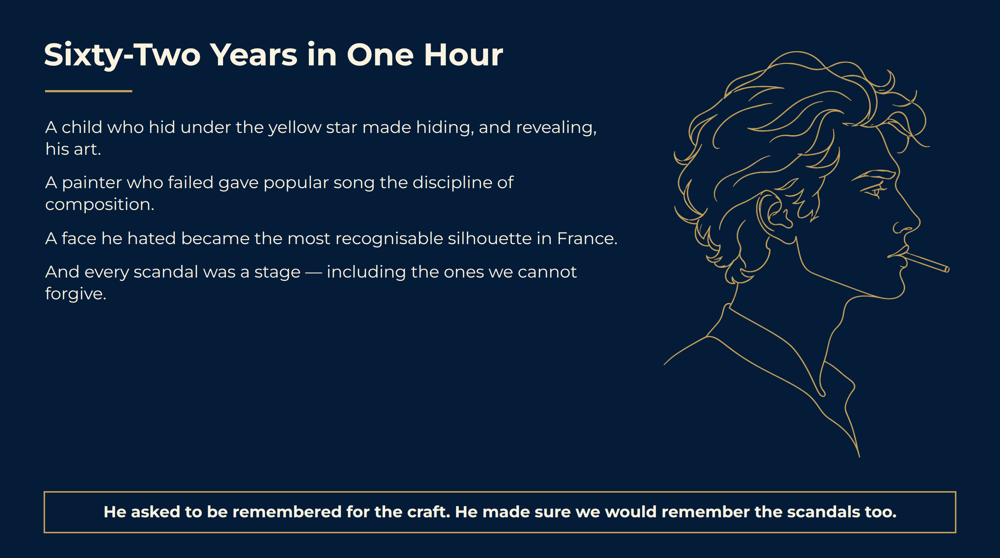 Sixty-Two Years in One Hour
A child who hid under the yellow star made hiding, and revealing,
his art.
A painter who failed gave popular song the discipline of
composition.
A face he hated became the most recognisable silhouette in France.
And every scandal was a stage — including the ones we cannot
forgive.
He asked to be remembered for the craft. He made sure we would remember the scandals too.